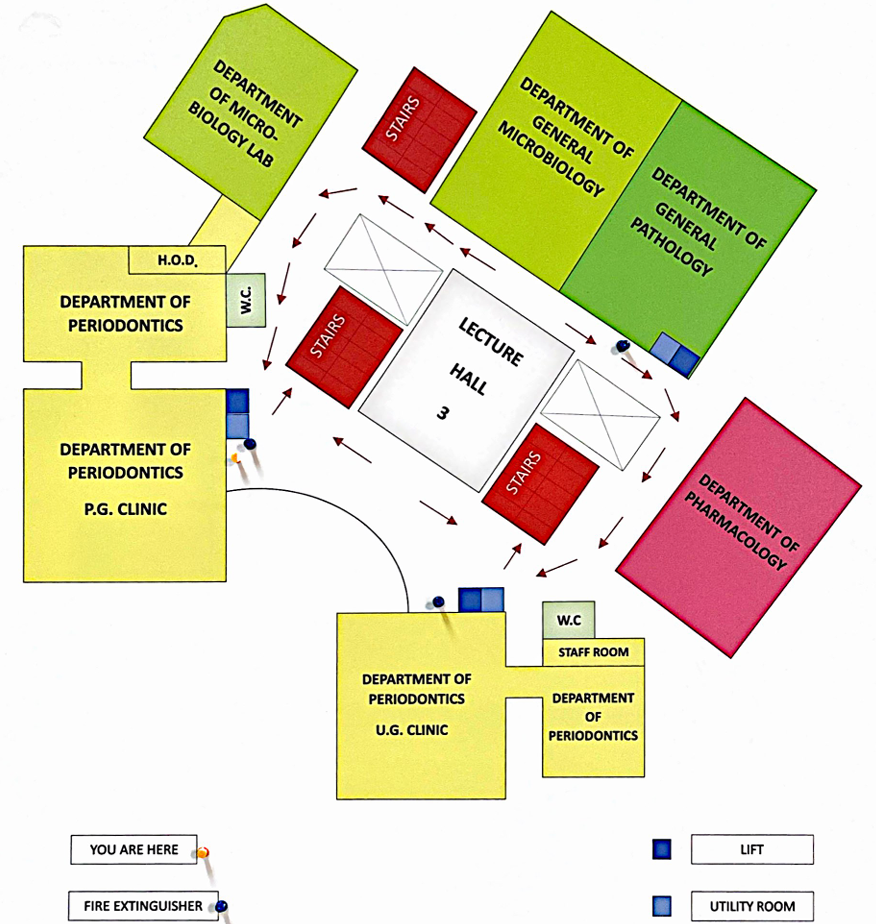 DEPARTMENT
OF MICRO-
BIOLOGY LAB
STAIRS
DEPARTMENT OF
GENERAL
MICROBIOLOGY
DEPARTMENT OF
GENERAL
PATHOLOGY
H.O.D.
W.C.
DEPARTMENT OF
PERIODONTICS
STAIRS
LECTURE
HALL
3
DEPARTMENT OF
PERIODONTICS
P.G. CLINIC
STAIRS
DEPARTMENT OF
PHARMACOLOGY
W.C
STAFF ROOM
DEPARTMENT OF
PERIODONTICS
U.G. CLINIC
DEPARTMENT
OF
PERIODONTICS
YOU ARE HERE
LIFT
FIRE EXTINGUISHER
UTILITY ROOM